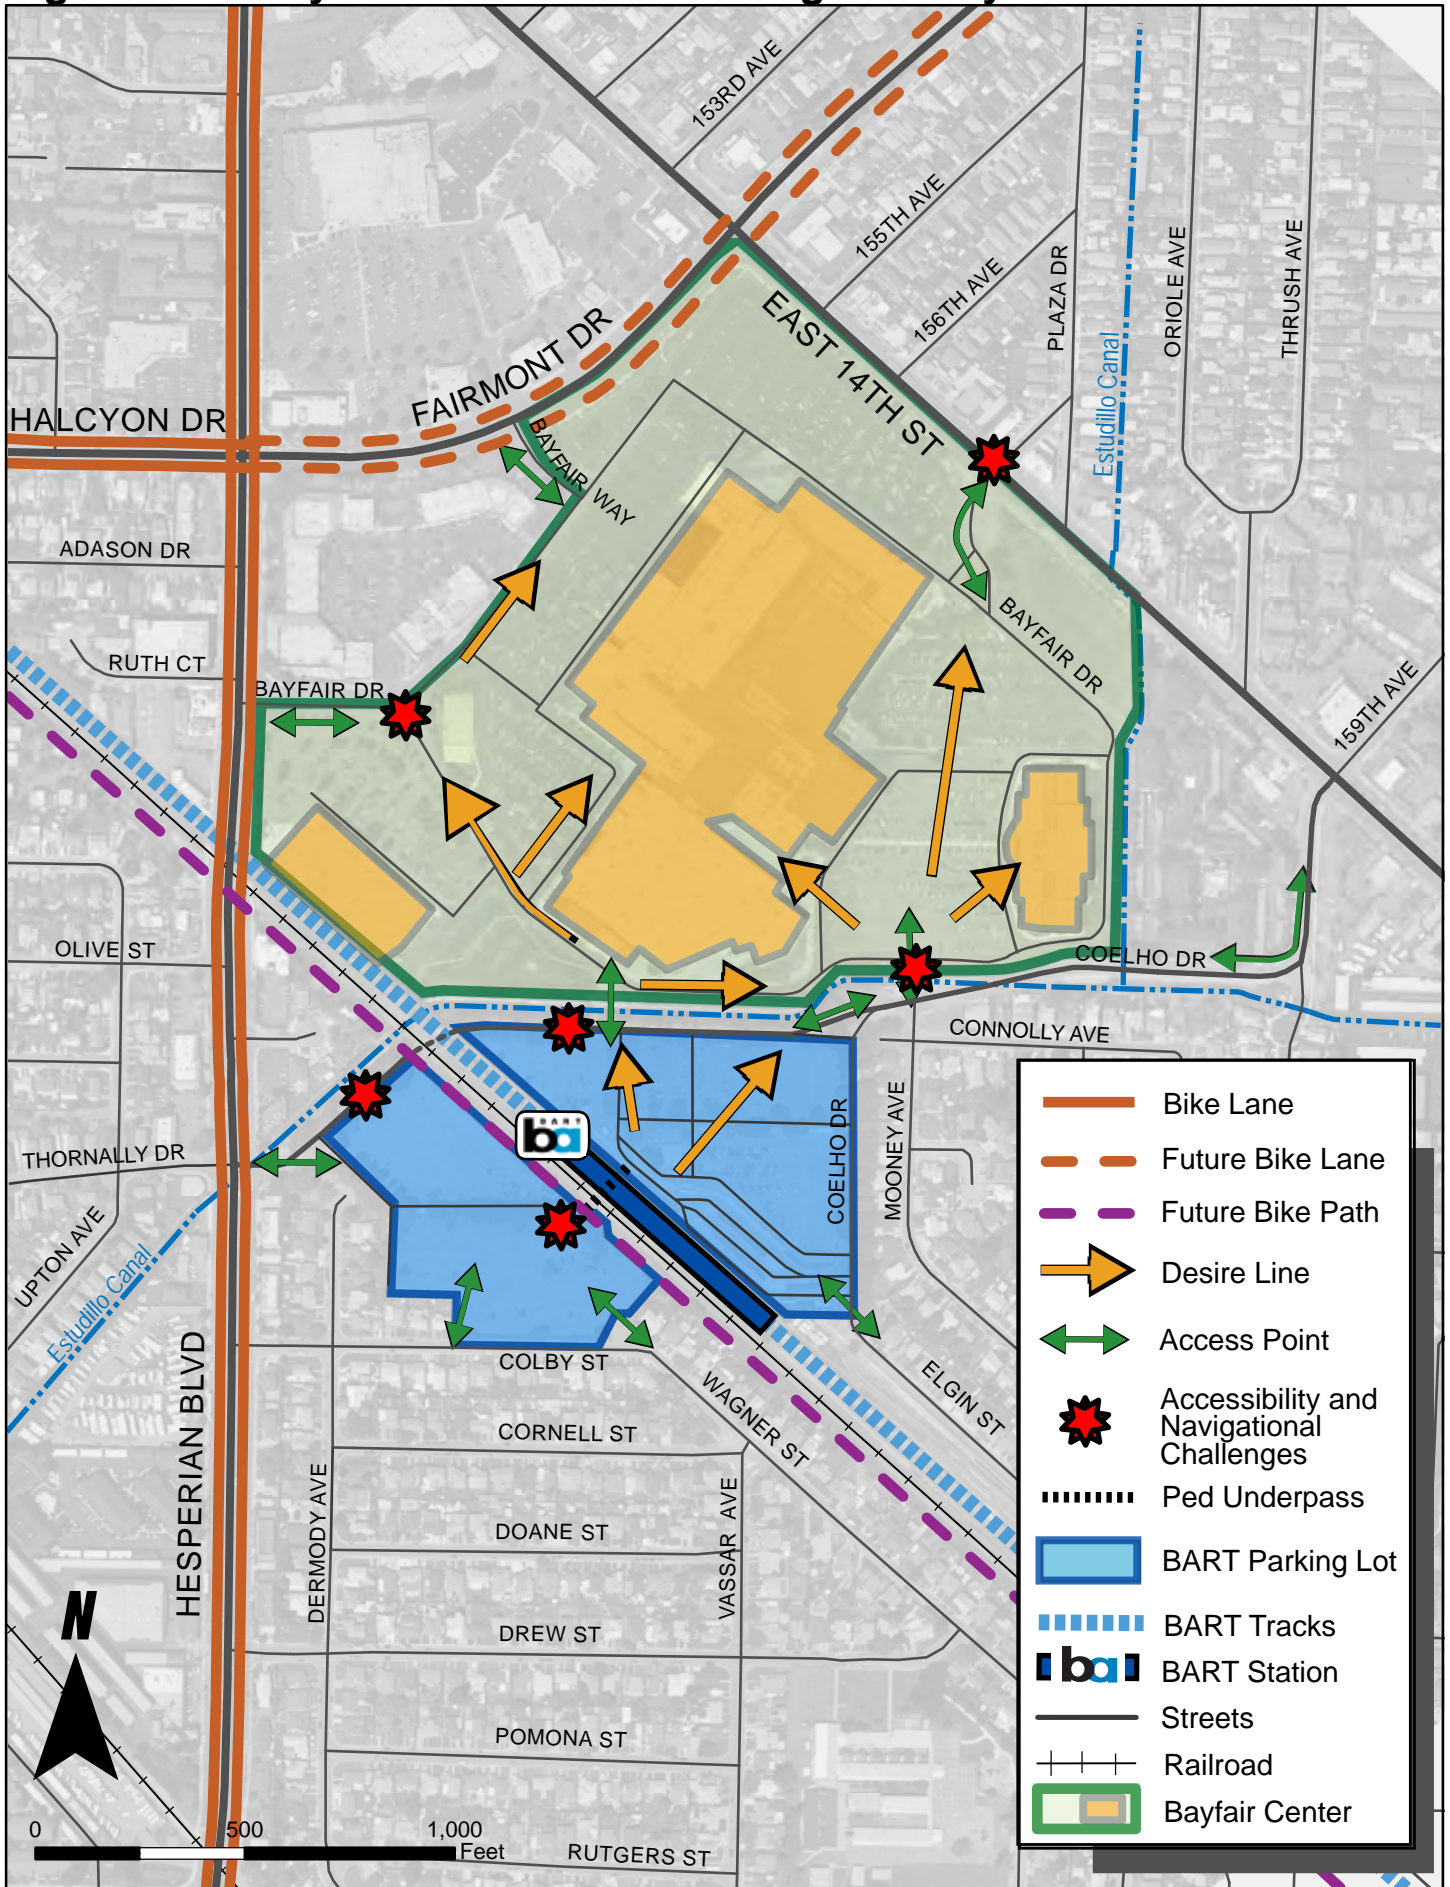 153RD AVE
155TH AVE
156TH AVE
PLAZA DR
ORIOLE AVE
THRUSH AVE
Estudillo Canal
EAST 14TH ST
FAIRMONT DR
HALCYON DR
BAYFAIR WAY
ADASON DR
RUTH CT
BAYFAIR DR
BAYFAIR DR
159TH AVE
OLIVE ST
COELHO DR
CONNOLLY AVE
THORNALLY DR
BART
ba
COELHO DR
MOONEY AVE
UPTON AVE
Estudillo Canal
HESPERIAN BLVD
COLBY ST
WAGNER ST
ELGIN ST
CORNELL ST
DERMODY AVE
VASSAR AVE
DOANE ST
DREW ST
POMONA ST
RUTGERS ST
N
0 500 1,000
Feet
Bike Lane
Future Bike Lane
Future Bike Path
Desire Line
Access Point
Accessibility and
Navigational
Challenges
Ped Underpass
BART Parking Lot
BART Tracks
ba BART Station
Streets
Railroad
Bayfair Center